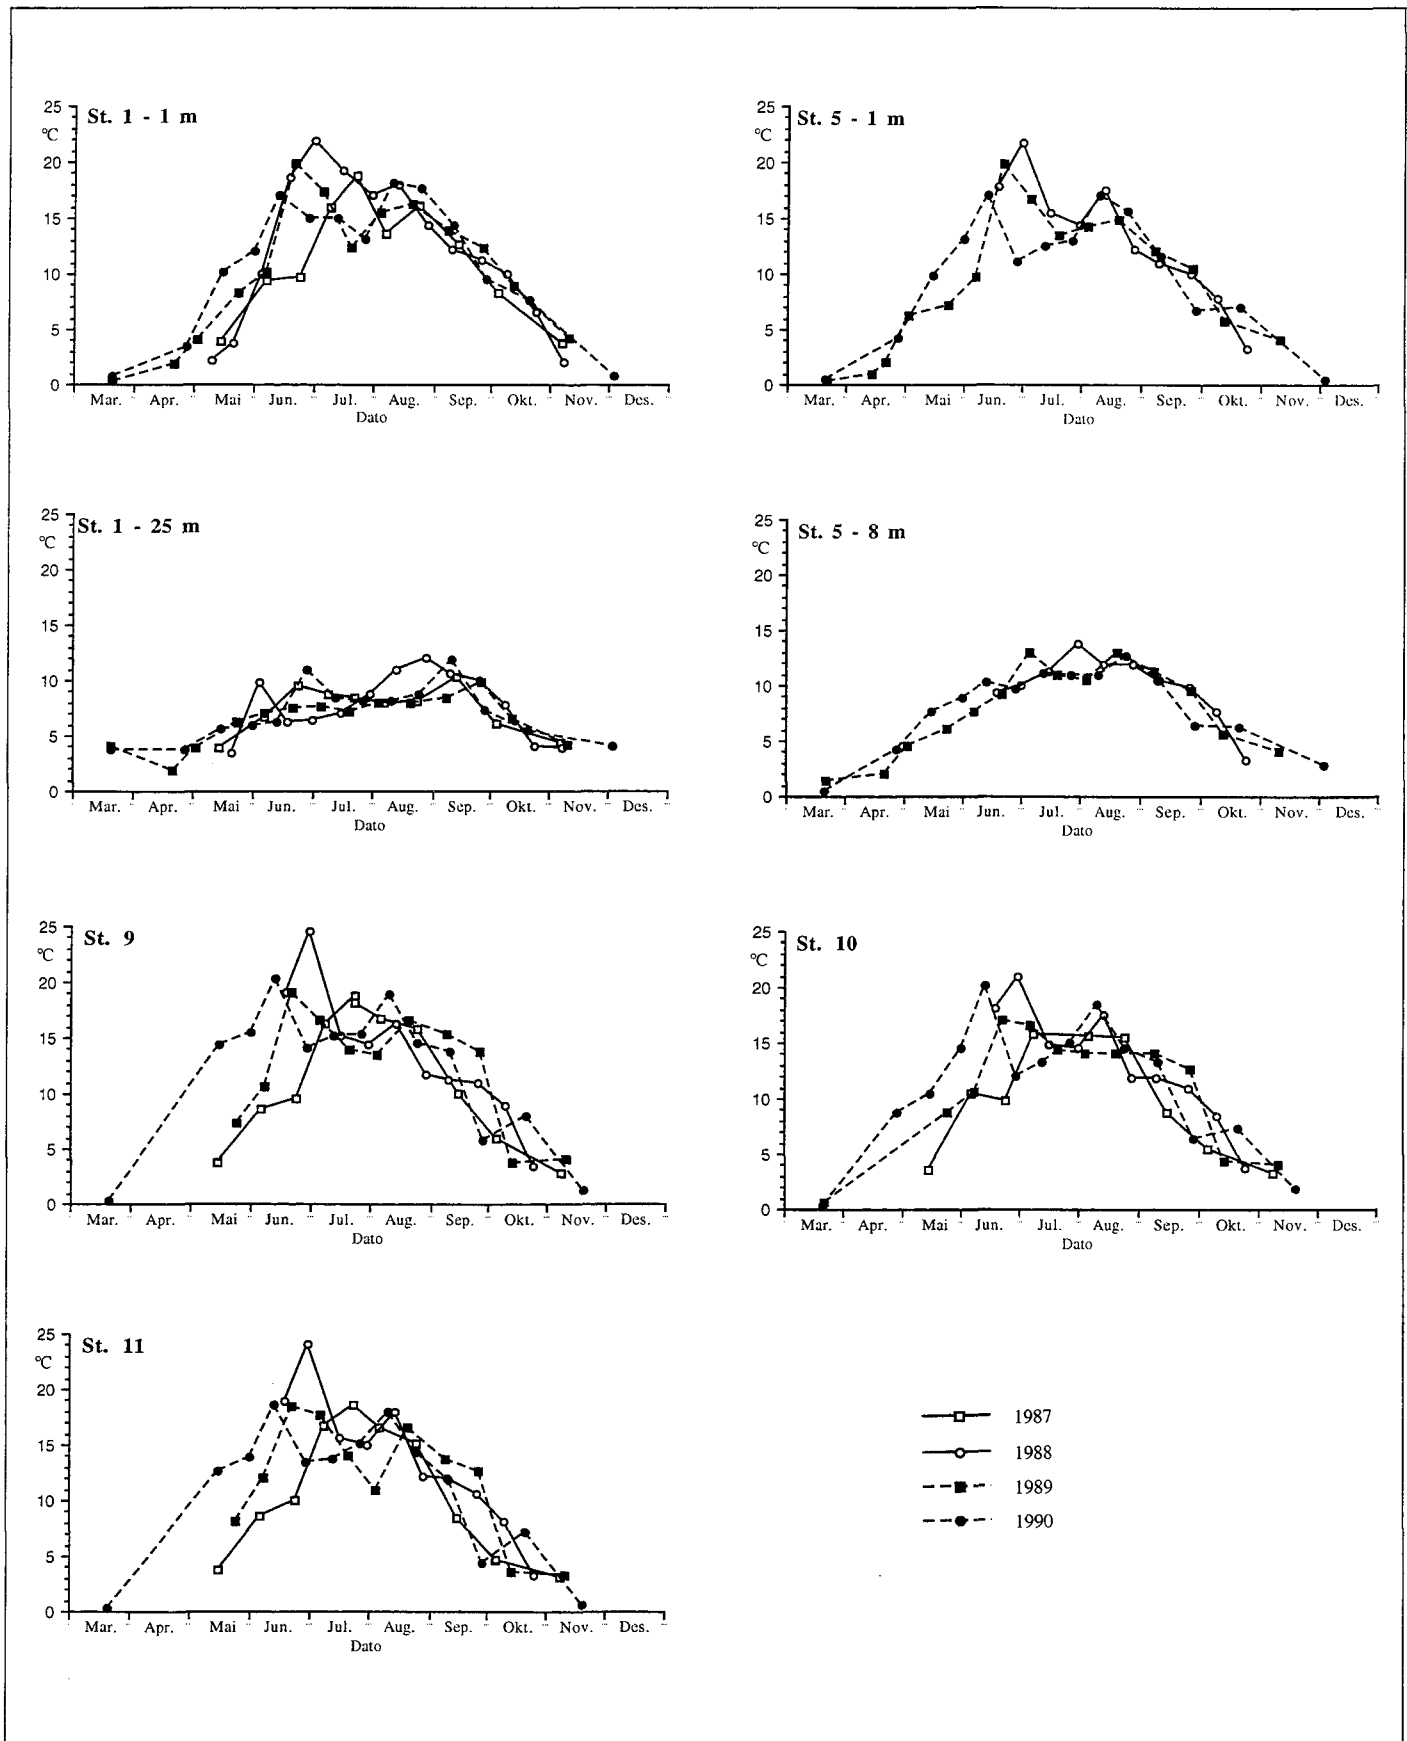 St. 1 - 1 m
°C
25
20
15
10
5
0
Mar. Apr. Mai Jun. Jul. Aug. Sep. Okt. Nov. Des.
Dato
St. 5 - 1 m
°C
25
20
15
10
5
0
Mar. Apr. Mai Jun. Jul. Aug. Sep. Okt. Nov. Des.
Dato
St. 1 - 25 m
°C
25
20
15
10
5
0
Mar. Apr. Mai Jun. Jul. Aug. Sep. Okt. Nov. Des.
Dato
St. 5 - 8 m
°C
25
20
15
10
5
0
Mar. Apr. Mai Jun. Jul. Aug. Sep. Okt. Nov. Des.
Dato
St. 9
°C
25
20
15
10
5
0
Mar. Apr. Mai Jun. Jul. Aug. Sep. Okt. Nov. Des.
Dato
St. 10
°C
25
20
15
10
5
0
Mar. Apr. Mai Jun. Jul. Aug. Sep. Okt. Nov. Des.
Dato
St. 11
°C
25
20
15
10
5
0
Mar. Apr. Mai Jun. Jul. Aug. Sep. Okt. Nov. Des.
Dato
1987
1988
1989
1990